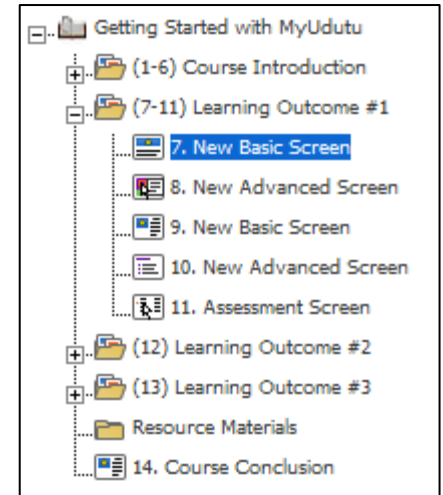 Getting Started with MyUdutu
(1-6) Course Introduction
(7-11) Learning Outcome #1
7. New Basic Screen
8. New Advanced Screen
9. New Basic Screen
10. New Advanced Screen
11. Assessment Screen
(12) Learning Outcome #2
(13) Learning Outcome #3
Resource Materials
14. Course Conclusion